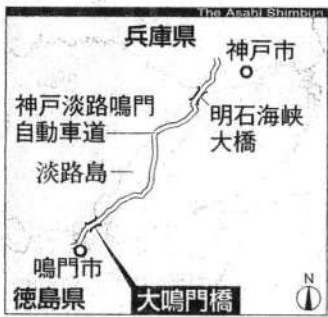 The Asahi Shimbun
兵庫県
神戸市
神戸淡路鳴門
自動車道
明石海峡
大橋
淡路島
鳴門市
徳島県
大鳴門橋
N